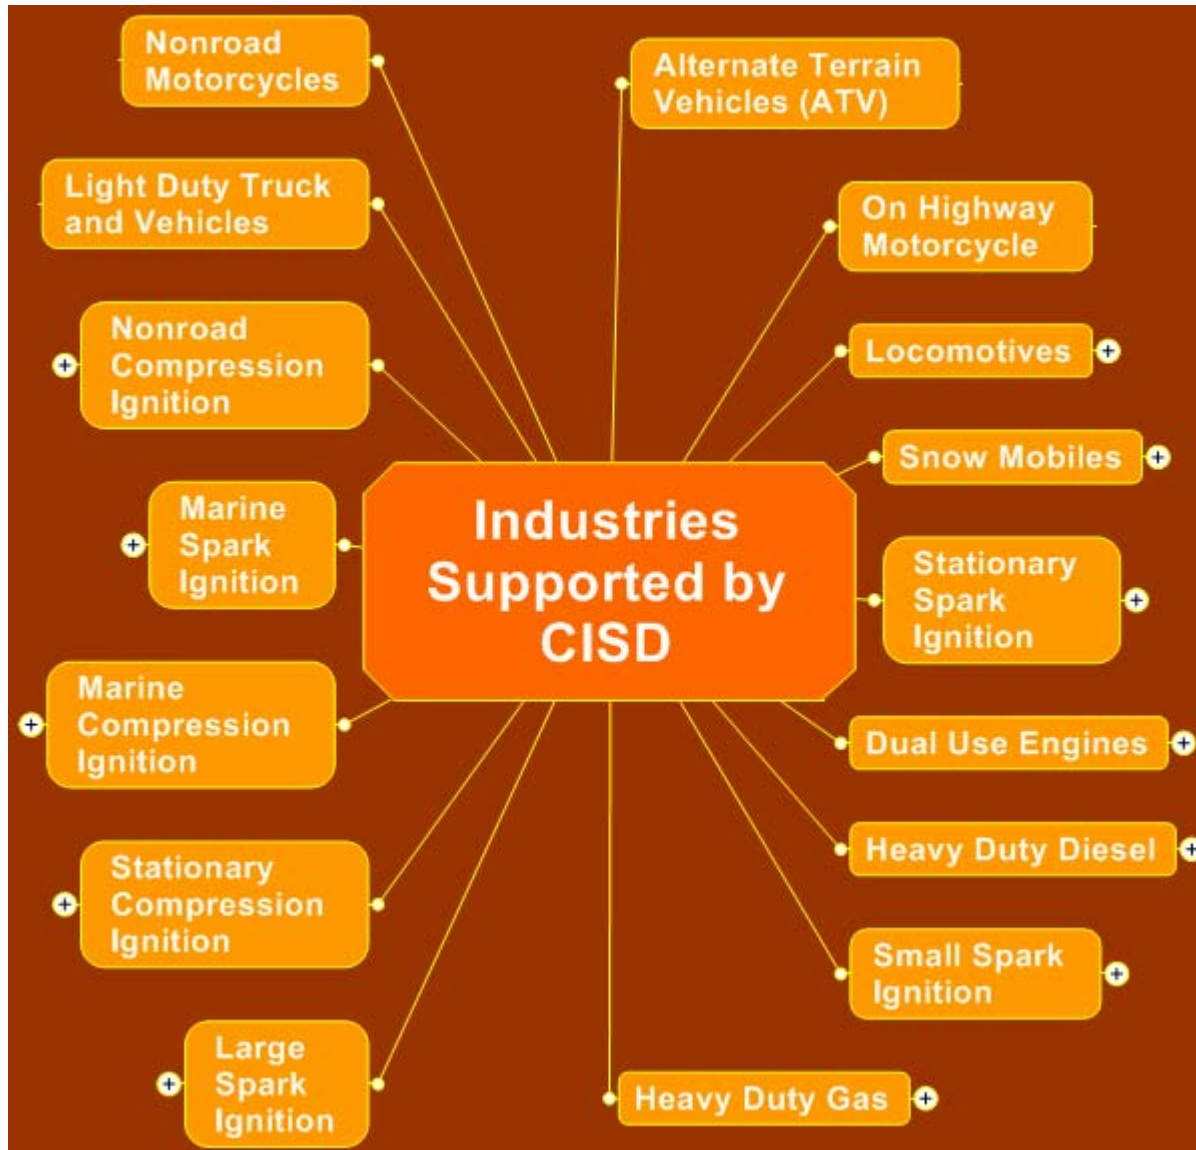 Nonroad
Motorcycles
Alternate Terrain
Vehicles (ATV)
Light Duty Truck
and Vehicles
On Highway
Motorcycle
Nonroad
Compression
Ignition
Locomotives
Snow Mobiles
Marine
Spark
Ignition
Industries
Supported by
CISD
Stationary
Spark
Ignition
Marine
Compression
Ignition
Dual Use Engines
Heavy Duty Diesel
Stationary
Compression
Ignition
Small Spark
Ignition
Large
Spark
Ignition
Heavy Duty Gas